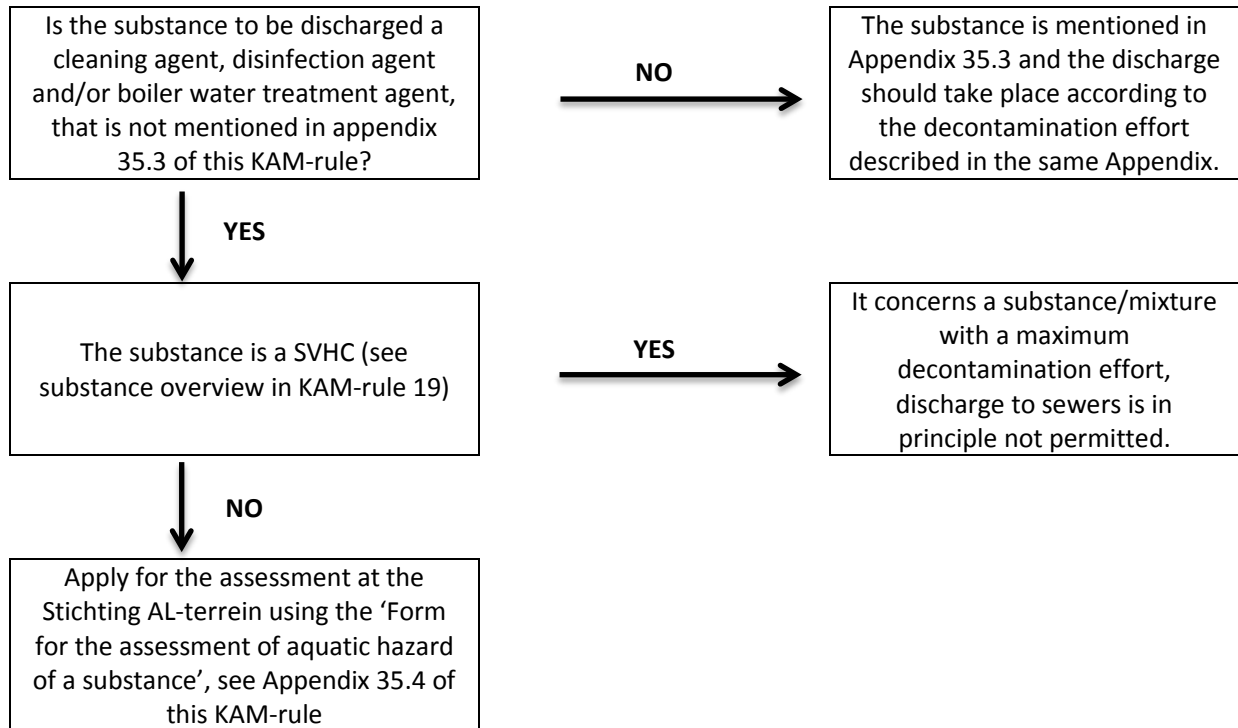 Is the substance to be discharged a
cleaning agent, disinfection agent
and/or boiler water treatment agent,
that is not mentioned in appendix
35.3 of this KAM-rule?
NO
The substance is mentioned in
Appendix 35.3 and the discharge
should take place according to
the decontamination effort
described in the same Appendix.
YES
The substance is a SVHC (see
substance overview in KAM-rule 19)
YES
It concerns a substance/mixture
with a maximum
decontamination effort,
discharge to sewers is in
principle not permitted.
NO
Apply for the assessment at the
Stichting AL-terrein using the ‘Form
for the assessment of aquatic hazard
of a substance’, see Appendix 35.4 of
this KAM-rule